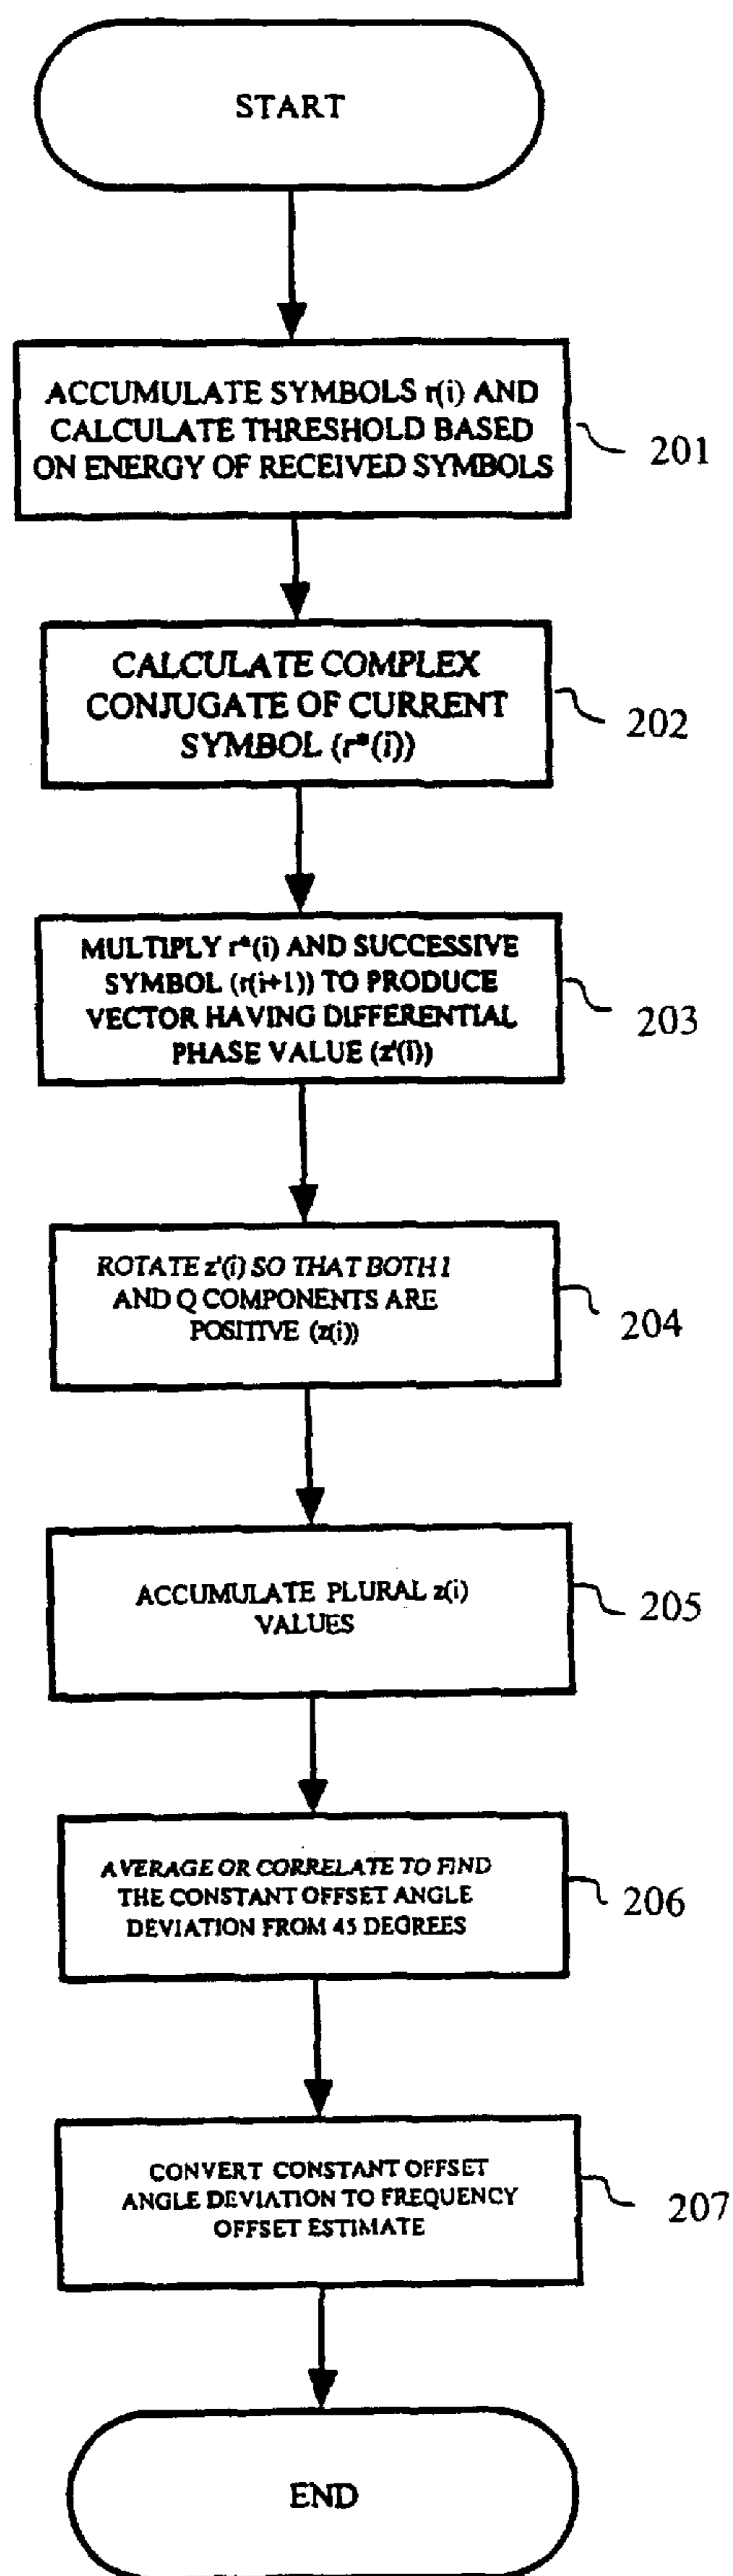 START
ACCUMULATE SYMBOLS r(i) AND
CALCULATE THRESHOLD BASED
ON ENERGY OF RECEIVED SYMBOLS
201
CALCULATE COMPLEX
CONJUGATE OF CURRENT
SYMBOL (r*(i))
202
MULTIPLY r*(i) AND SUCCESSIVE
SYMBOL (r(i+1)) TO PRODUCE
VECTOR HAVING DIFFERENTIAL
PHASE VALUE (z'(i))
203
ROTATE z'(i) SO THAT BOTH I
AND Q COMPONENTS ARE
POSITIVE (z(i))
204
ACCUMULATE PLURAL z(i)
VALUES
205
AVERAGE OR CORRELATE TO FIND
THE CONSTANT OFFSET ANGLE
DEVIATION FROM 45 DEGREES
206
CONVERT CONSTANT OFFSET
ANGLE DEVIATION TO FREQUENCY
OFFSET ESTIMATE
207
END